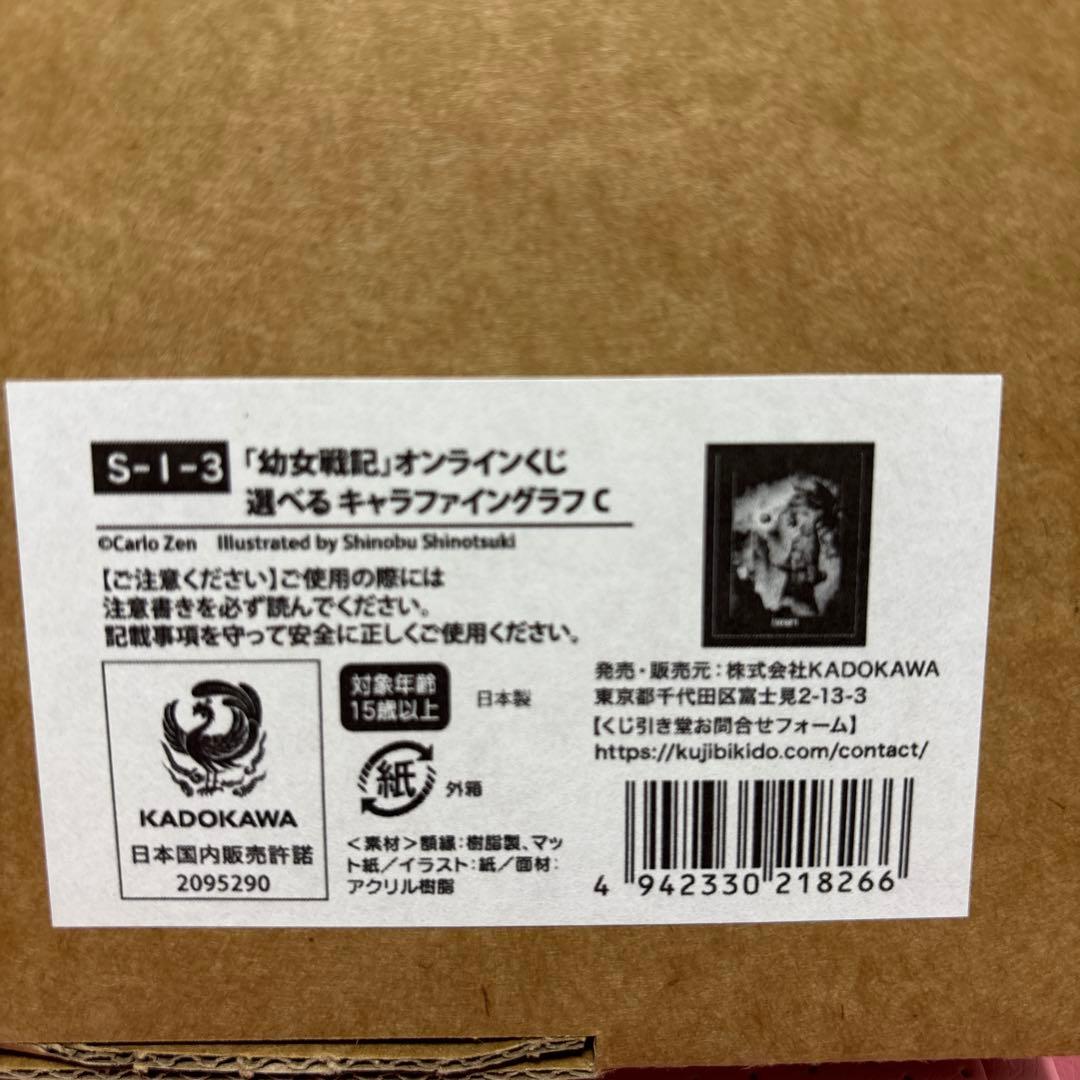 S-1-3
「幼女戦記」オンラインくじ
選べる キャラファイングラフ C
©Carlo Zen Illustrated by Shinobu Shinotsuki
【ご注意ください】ご使用の際には
注意書きを必ず読んでください。
記載事項を守って安全に正しくご使用ください。
KADOKAWA
日本国内販売許諾
2095290
対象年齢
15歳以上
日本製
紙
外箱
<素材>額縁:樹脂製、マッ
ト紙/イラスト:紙/面材:
アクリル樹脂
発売・販売元:株式会社KADOKAWA
東京都千代田区富士見2-13-3
【くじ引き堂お問合せフォーム】
https://kujibikido.com/contact/
4 942330 218266